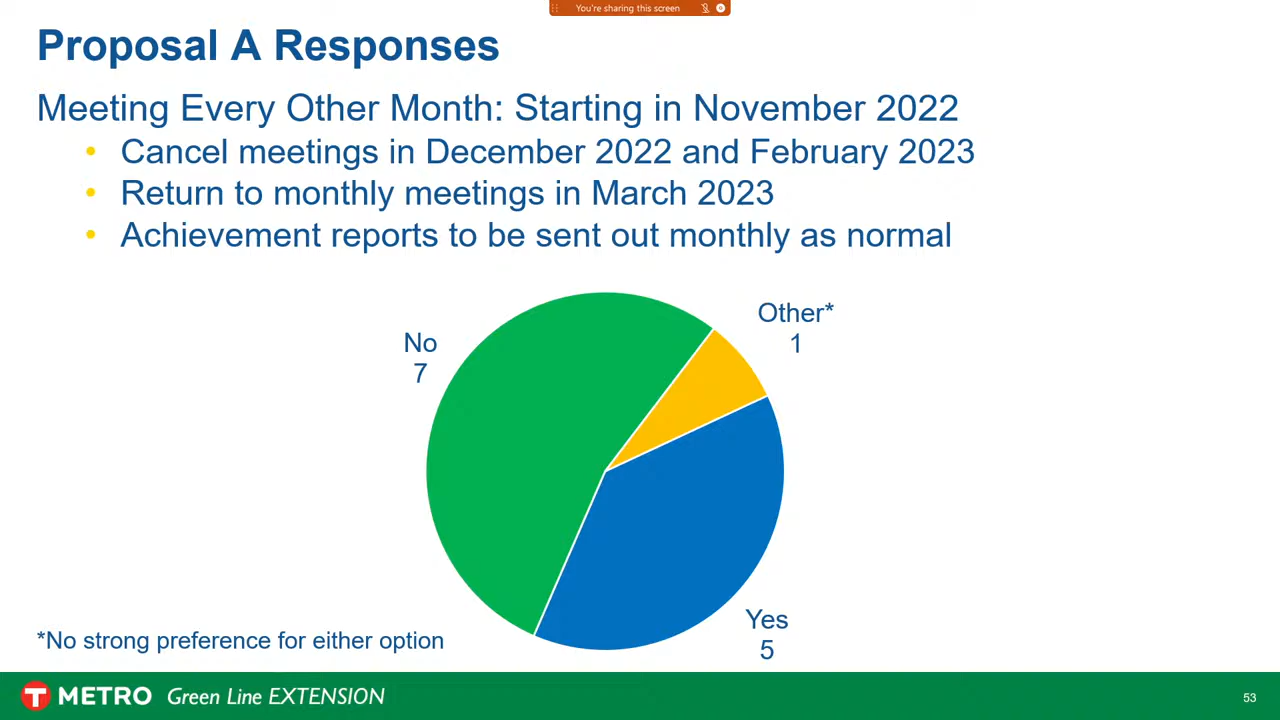 You're sharing this screen
Proposal A Responses
Meeting Every Other Month: Starting in November 2022
• Cancel meetings in December 2022 and February 2023
• Return to monthly meetings in March 2023
• Achievement reports to be sent out monthly as normal
Other*
1
No
7
Yes
5
*No strong preference for either option
T METRO Green Line EXTENSION
53